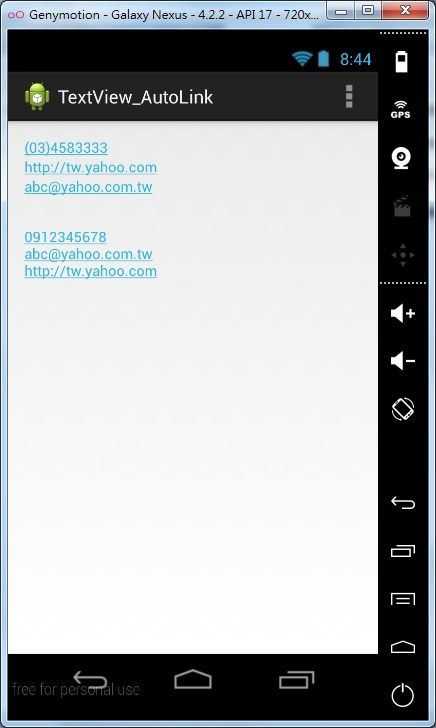 Genymotion - Galaxy Nexus - 4.2.2 - API 17 - 720x...
8:44
TextView_AutoLink
GPS
(03)4583333
http://tw.yahoo.com
abc@yahoo.com.tw
0912345678
abc@yahoo.com.tw
http://tw.yahoo.com
free for personal use